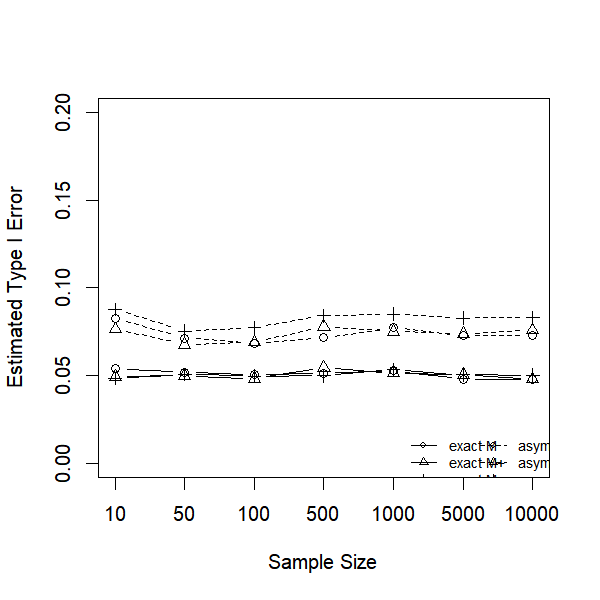 Estimated Type I Error
0.20
0.15
0.10
0.05
0.00
exact M asym
exact M asym
10 50 100 500 1000 5000 10000
Sample Size